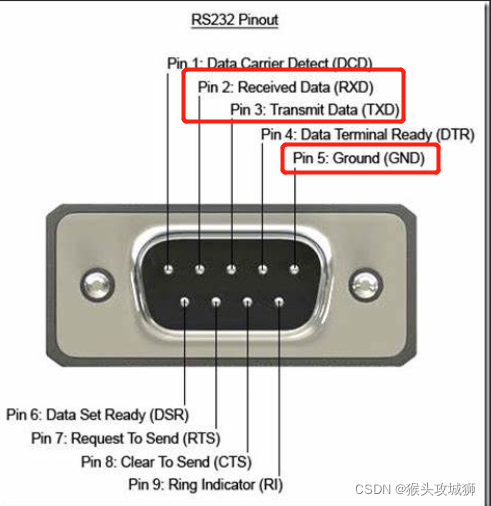 RS232 Pinout
Pin 1: Data Carrier Detect (DCD)
Pin 2: Received Data (RXD)
Pin 3: Transmit Data (TXD)
Pin 4: Data Terminal Ready (DTR)
Pin 5: Ground (GND)
Pin 6: Data Set Ready (DSR)
Pin 7: Request To Send (RTS)
Pin 8: Clear To Send (CTS)
Pin 9: Ring Indicator (RI)
CSDN @猴头攻城狮